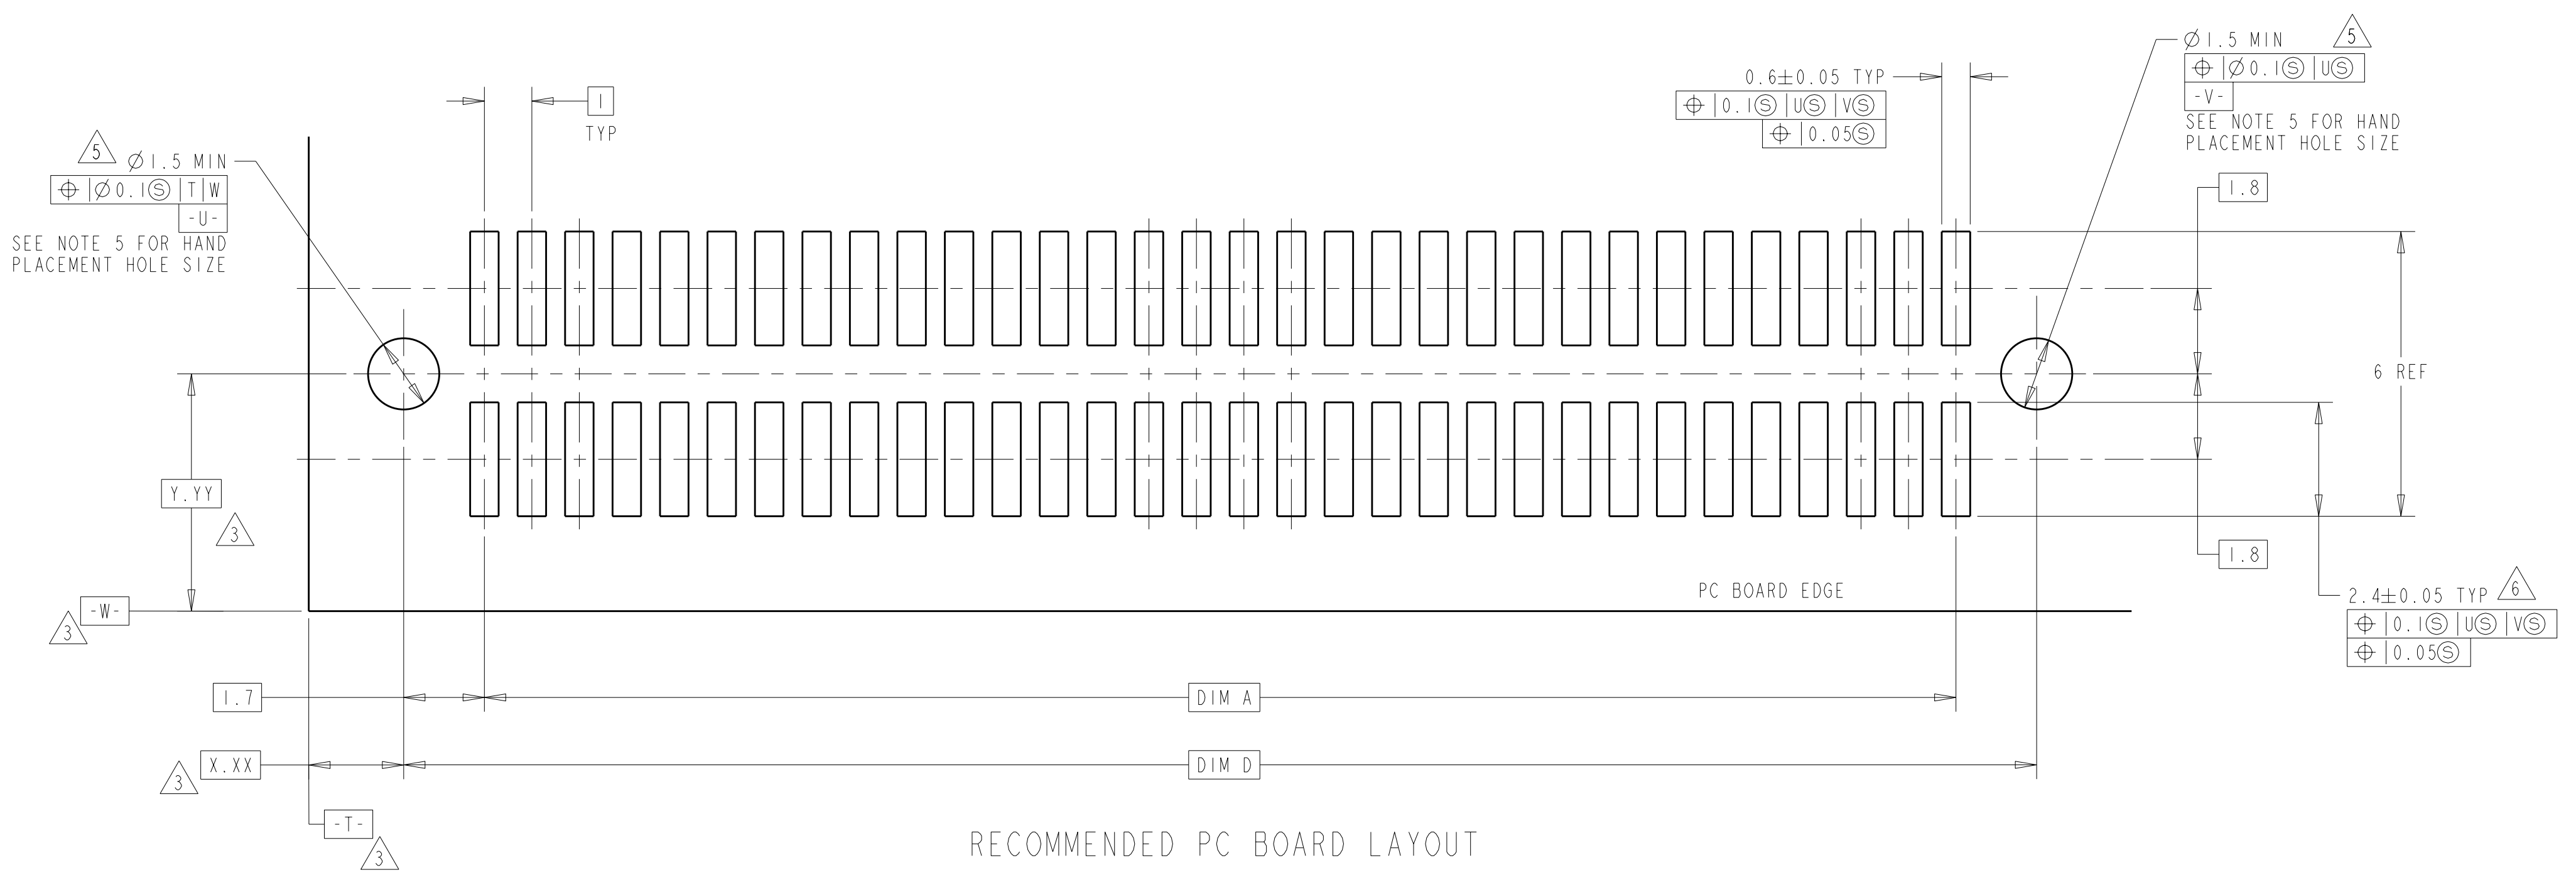 Ø1.5 MIN 5
⌖ |Ø0.1Ⓢ |UⓈ
-V-
SEE NOTE 5 FOR HAND
PLACEMENT HOLE SIZE
0.6±0.05 TYP
⌖ |0.1Ⓢ |UⓈ |VⓈ
⌖ |0.05Ⓢ
1
TYP
5 Ø1.5 MIN
⌖ |Ø0.1Ⓢ |T|W
-U-
SEE NOTE 5 FOR HAND
PLACEMENT HOLE SIZE
1.8
6 REF
Y.YY
3
1.8
PC BOARD EDGE
2.4±0.05 TYP 6
⌖ |0.1Ⓢ |UⓈ |VⓈ
⌖ |0.05Ⓢ
-W-
3
1.7
DIM A
X.XX
3
DIM D
-T-
3
RECOMMENDED PC BOARD LAYOUT